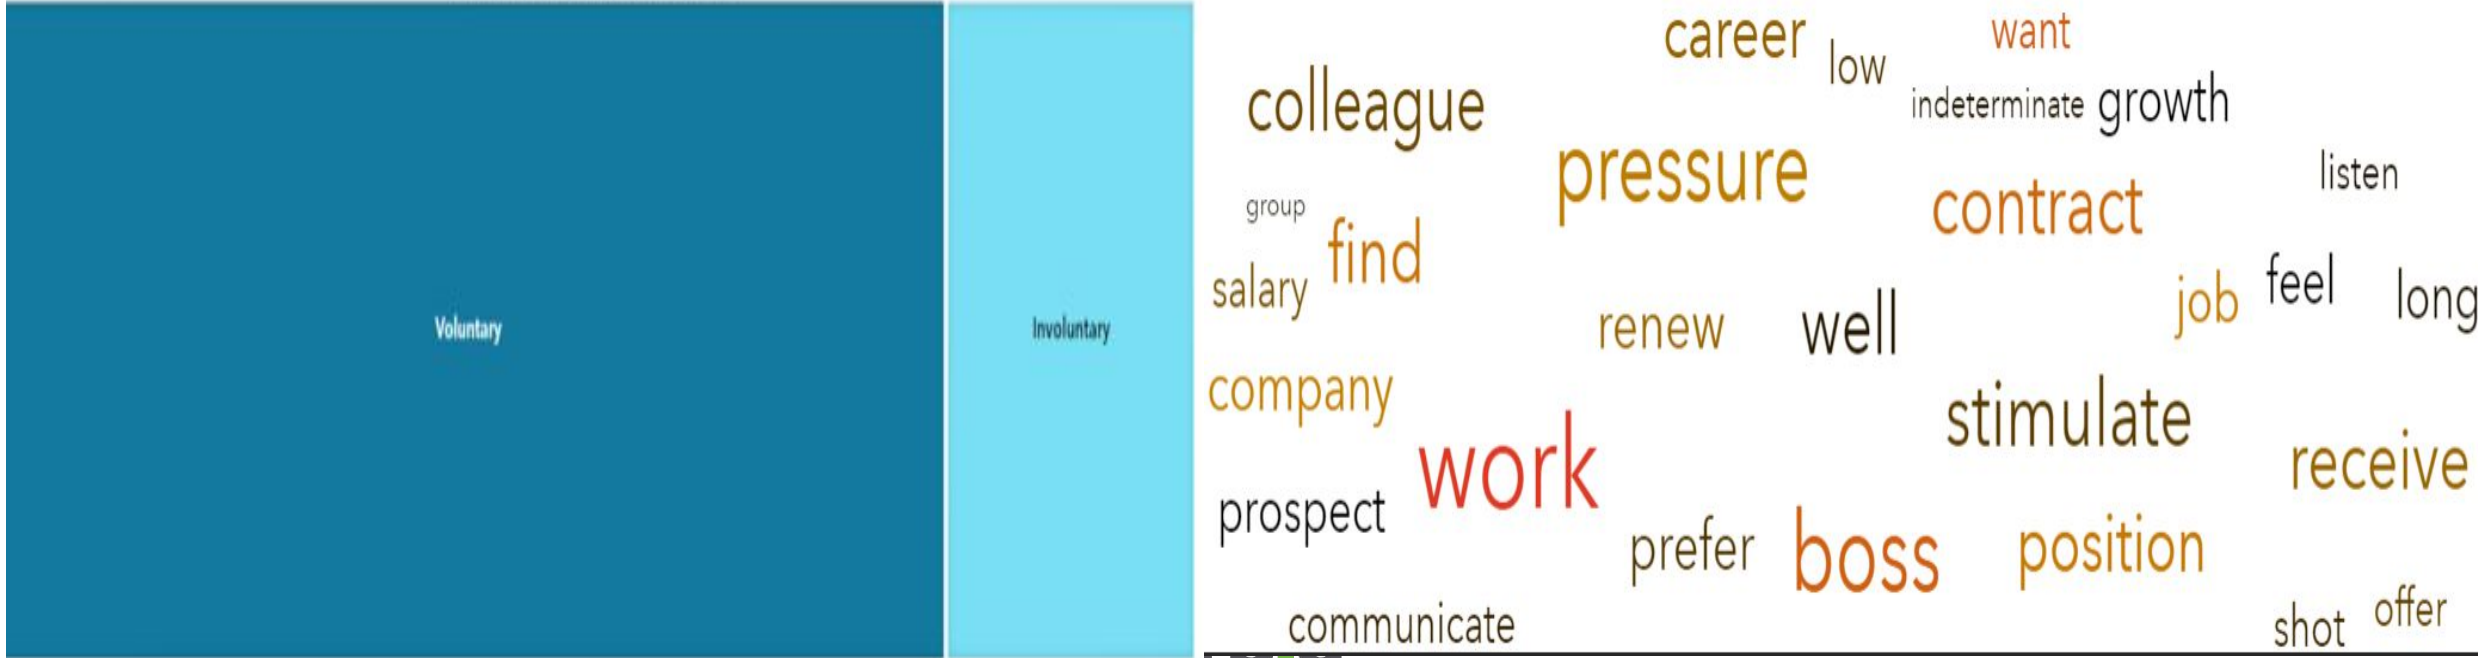 Voluntary
Involuntary
career
low
want
colleague
indeterminate
growth
pressure
listen
group
contract
find
salary
job
feel
long
renew
well
company
stimulate
work
receive
prospect
prefer
boss
position
communicate
shot
offer